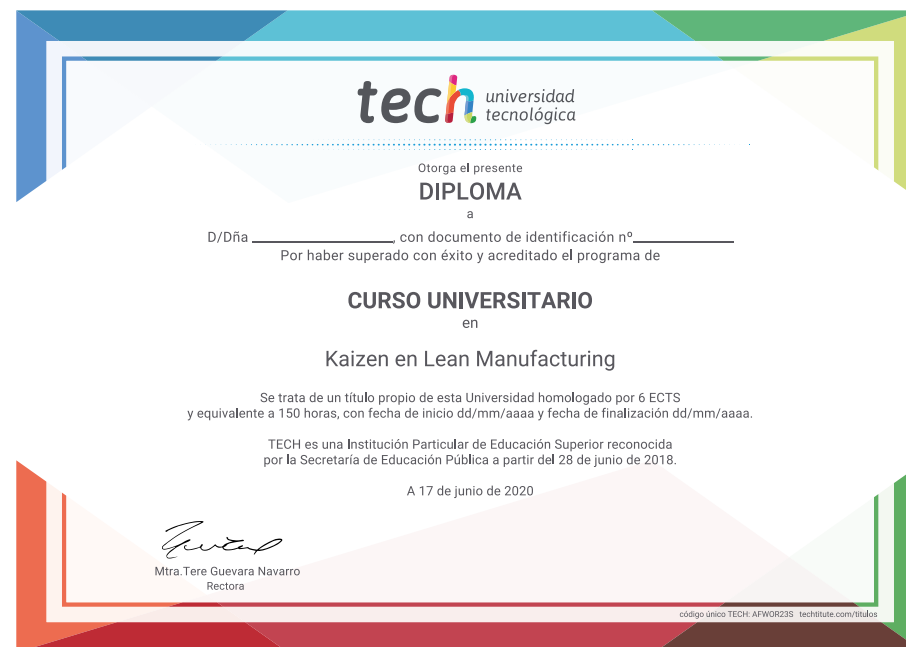 tech universidad
tecnológica
Otorga el presente
DIPLOMA
a
D/Dña ____________________, con documento de identificación nº______________
Por haber superado con éxito y acreditado el programa de
CURSO UNIVERSITARIO
en
Kaizen en Lean Manufacturing
Se trata de un título propio de esta Universidad homologado por 6 ECTS
y equivalente a 150 horas, con fecha de inicio dd/mm/aaaa y fecha de finalización dd/mm/aaaa.
TECH es una Institución Particular de Educación Superior reconocida
por la Secretaría de Educación Pública a partir del 28 de junio de 2018.
A 17 de junio de 2020
Mtra.Tere Guevara Navarro
Rectora
código único TECH: AFWOR23S techtitute.com/titulos